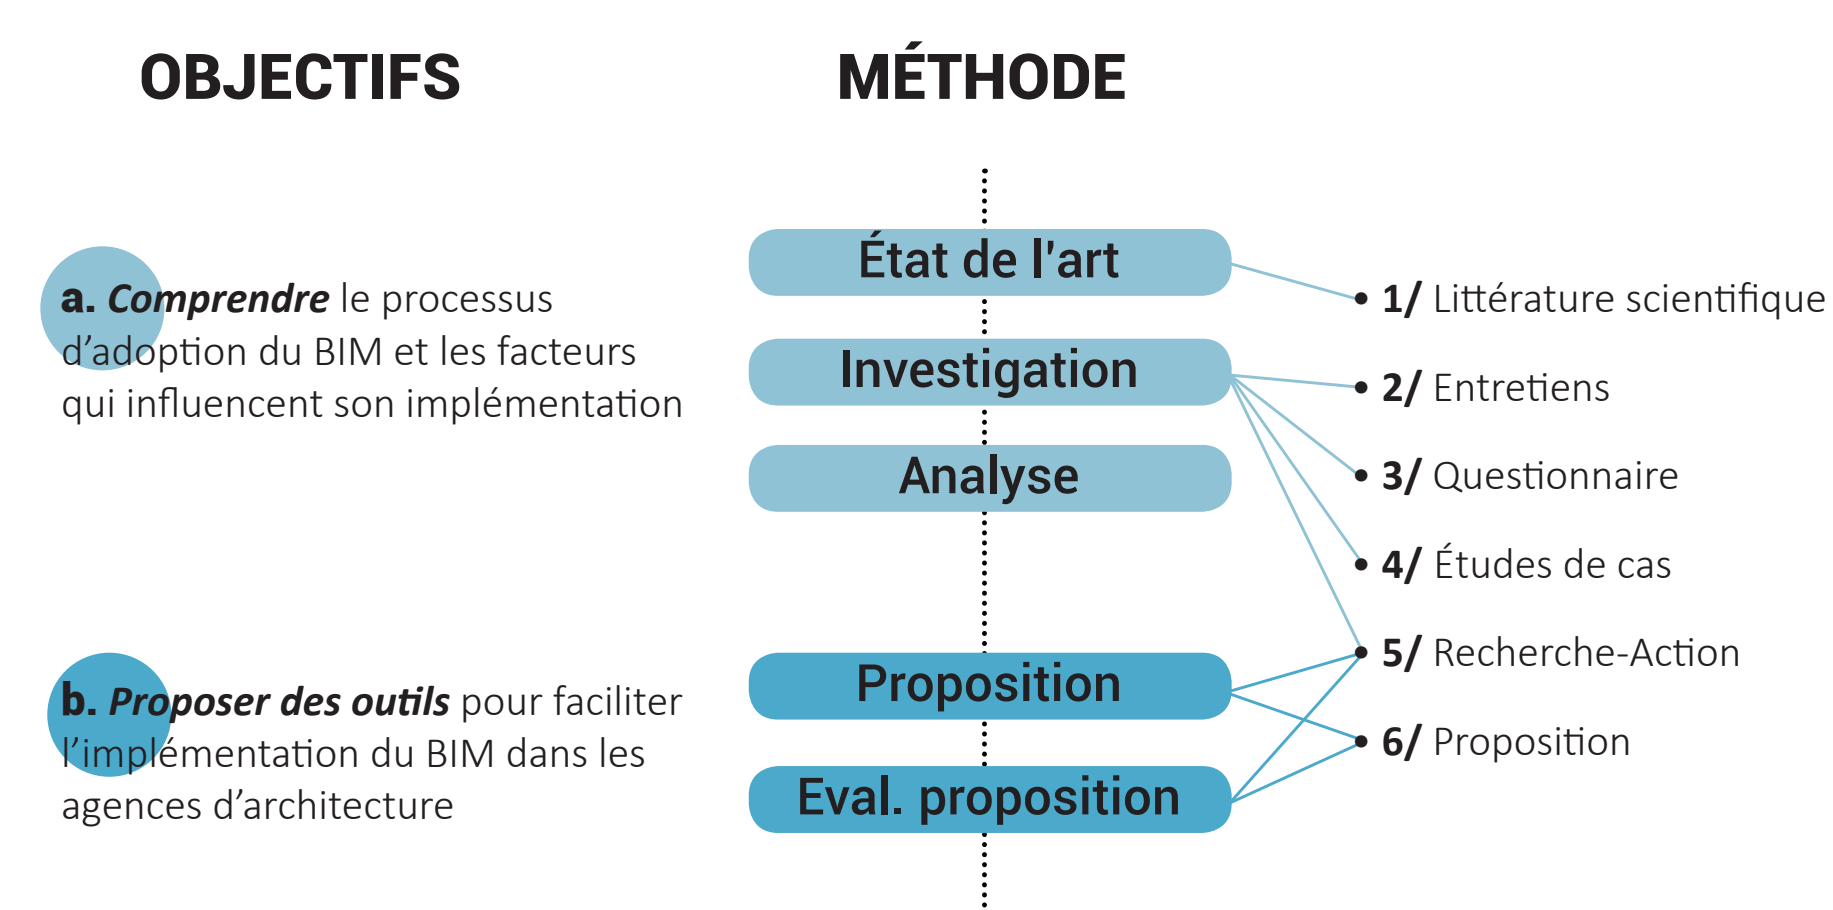 OBJECTIFS
a. Comprendre le processus
d’adoption du BIM et les facteurs
qui influencent son implémentation
b. Proposer des outils pour faciliter
l’implémentation du BIM dans les
agences d’architecture
MÉTHODE
État de l'art
Investigation
Analyse
Proposition
Eval. proposition
• 1/ Littérature scientifique
• 2/ Entretiens
• 3/ Questionnaire
• 4/ Études de cas
• 5/ Recherche-Action
• 6/ Proposition